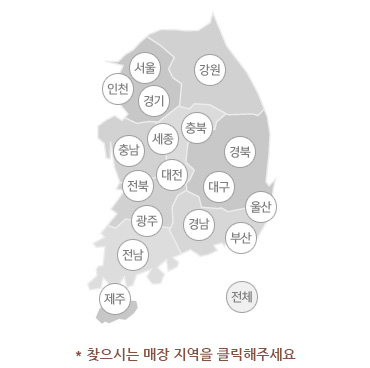 서울
강원
인천
경기
충북
세종
충남
경북
대전
전북
대구
울산
광주
경남
부산
전남
제주
전체
* 찾으시는 매장 지역을 클릭해주세요